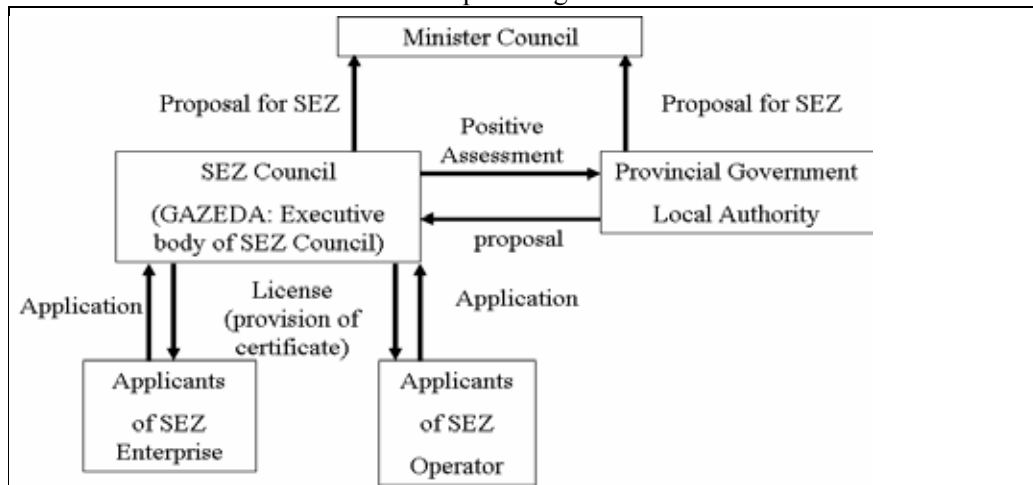 Minister Council
Proposal for SEZ
Proposal for SEZ
Positive
Assessment
SEZ Council
(GAZEDA: Executive
body of SEZ Council)
Provincial Government
Local Authority
proposal
Application
License
(provision of
certificate)
Application
Applicants
of SEZ
Enterprise
Applicants
of SEZ
Operator